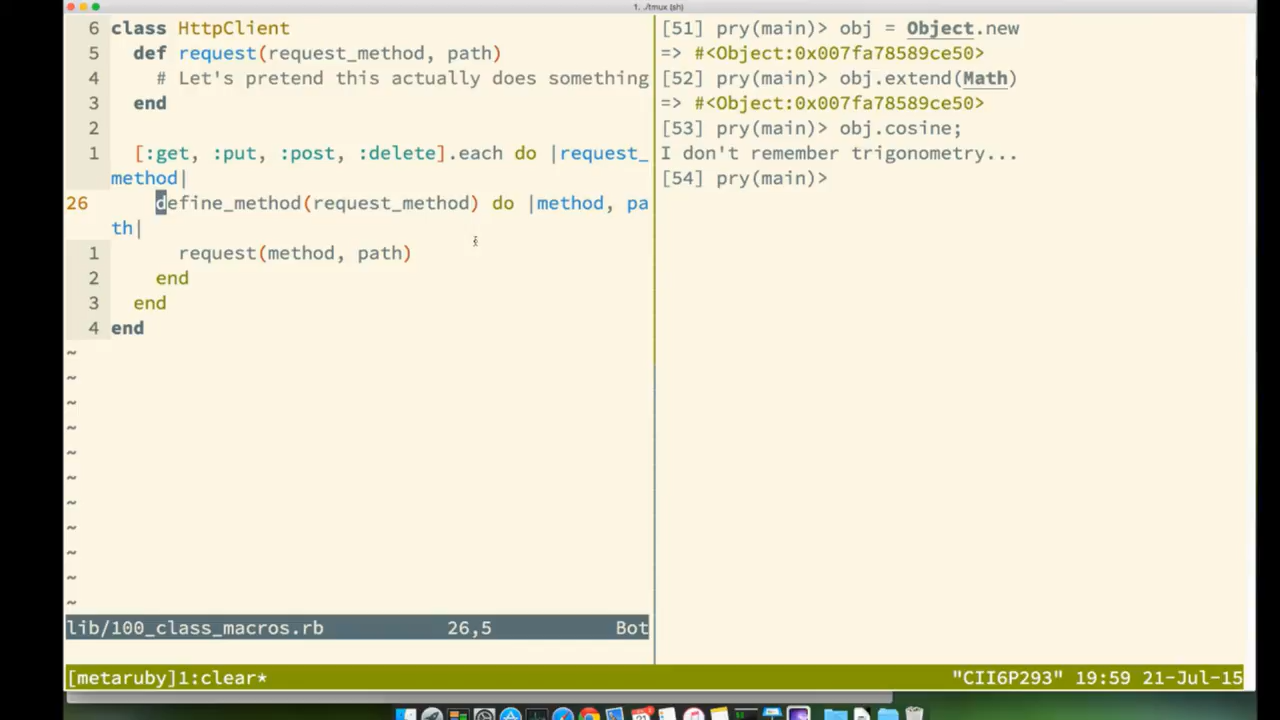 1. ./tmux (sh)
6 class HttpClient
5   def request(request_method, path)
4     # Let's pretend this actually does something
3   end
2
1   [:get, :put, :post, :delete].each do |request_
method|
26     define_method(request_method) do |method, pa
th|
1       request(method, path)
2     end
3   end
4 end
~
~
~
~
~
~
~
~
~
~
~
lib/100_class_macros.rb 26,5 Bot
[51] pry(main)> obj = Object.new
=> #<Object:0x007fa78589ce50>
[52] pry(main)> obj.extend(Math)
=> #<Object:0x007fa78589ce50>
[53] pry(main)> obj.cosine;
I don't remember trigonometry...
[54] pry(main)>
[metaruby]1:clear* "CII6P293" 19:59 21-Jul-15